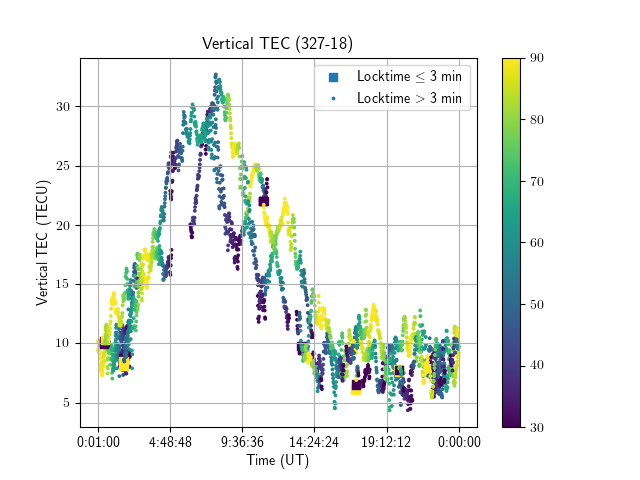 Vertical TEC (327-18)
Locktime ≤ 3 min
Locktime > 3 min
Vertical TEC (TECU)
30
25
20
15
10
5
0:01:00 4:48:48 9:36:36 14:24:24 19:12:12 0:00:00
Time (UT)
90
80
70
60
50
40
30